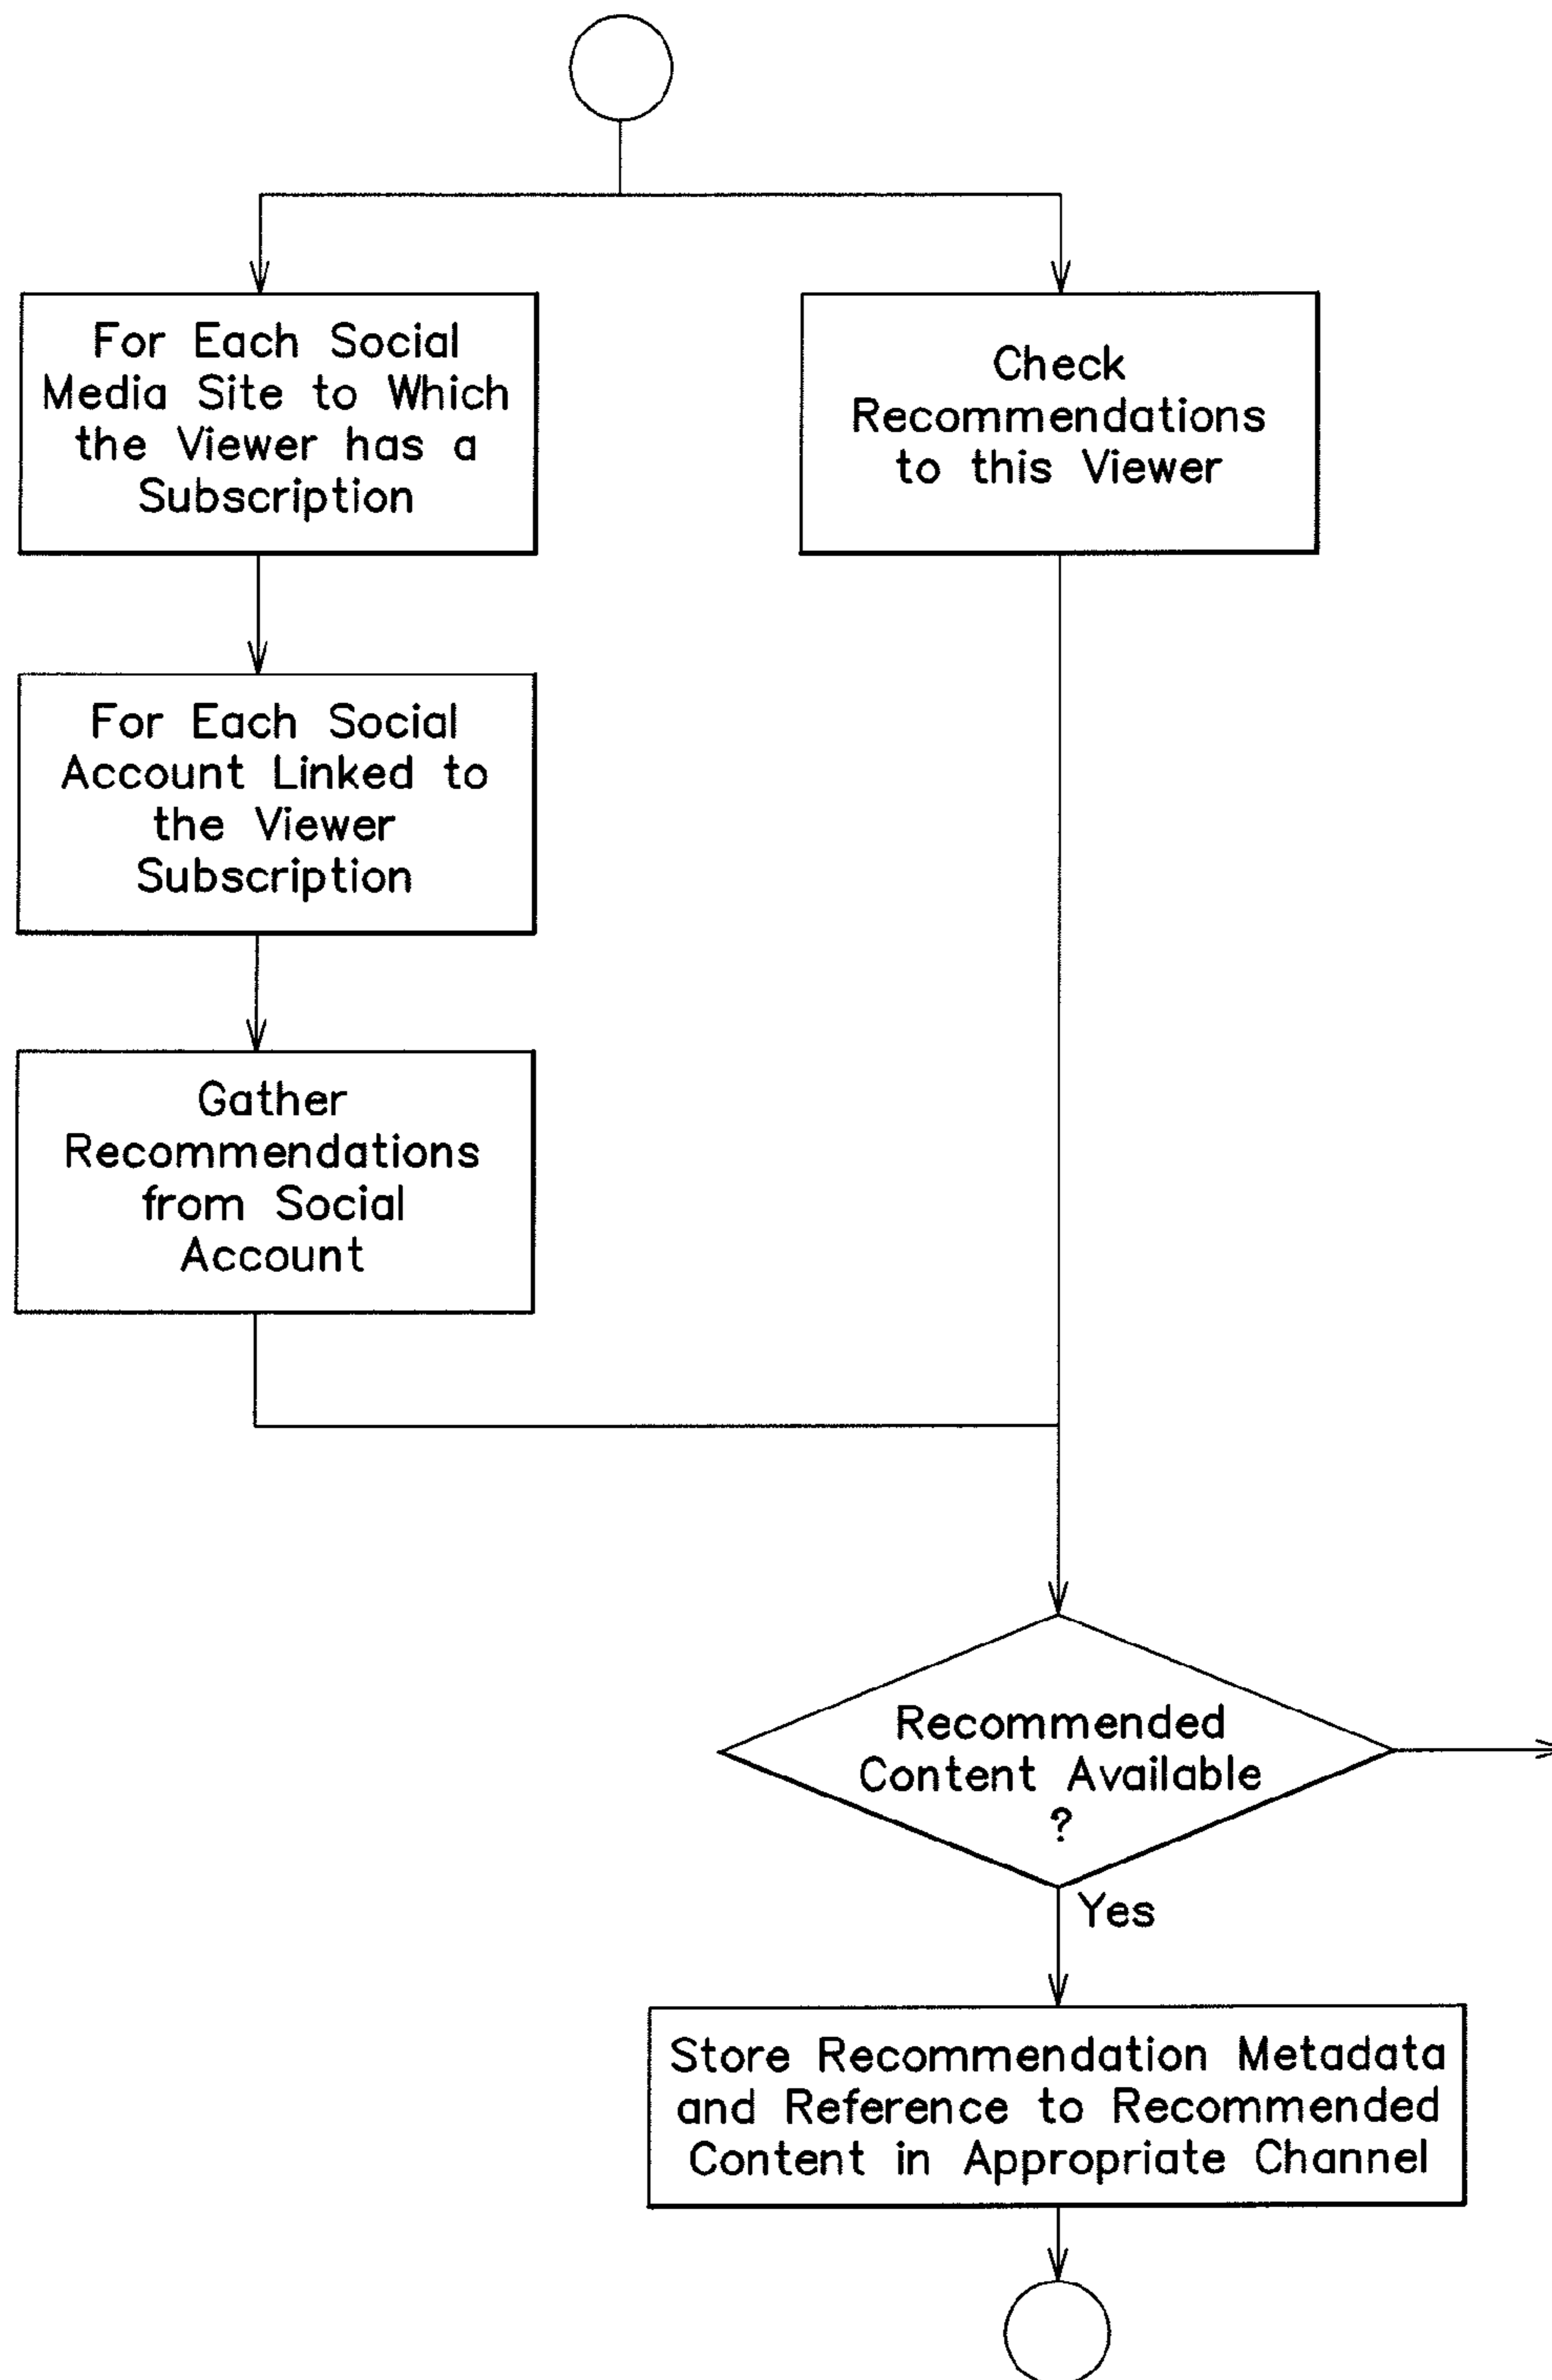 For Each Social
Media Site to Which
the Viewer has a
Subscription
Check
Recommendations
to this Viewer
For Each Social
Account Linked to
the Viewer
Subscription
Gather
Recommendations
from Social
Account
Recommended
Content Available
?
Yes
Store Recommendation Metadata
and Reference to Recommended
Content in Appropriate Channel